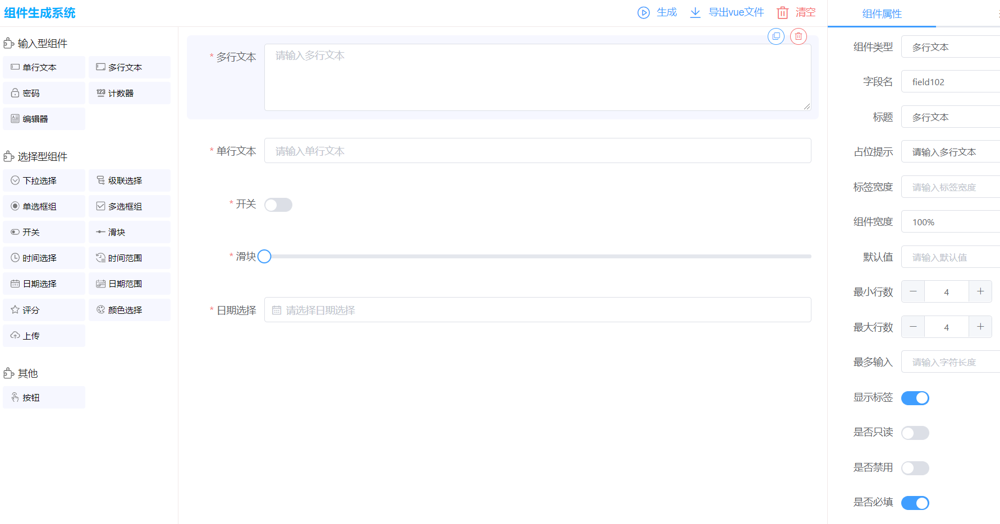 组件生成系统
生成
导出vue文件
清空
输入型组件
单行文本
多行文本
密码
123 计数器
编辑器
选择型组件
下拉选择
级联选择
单选框组
多选框组
开关
滑块
时间选择
时间范围
日期选择
日期范围
评分
颜色选择
上传
其他
按钮
* 多行文本
请输入多行文本
* 单行文本
请输入单行文本
* 开关
* 滑块
* 日期选择
请选择日期选择
组件属性
组件类型
多行文本
字段名
field102
标题
多行文本
占位提示
请输入多行文本
标签宽度
请输入标签宽度
组件宽度
100%
默认值
请输入默认值
最小行数
4
最大行数
4
最多输入
请输入字符长度
显示标签
是否只读
是否禁用
是否必填